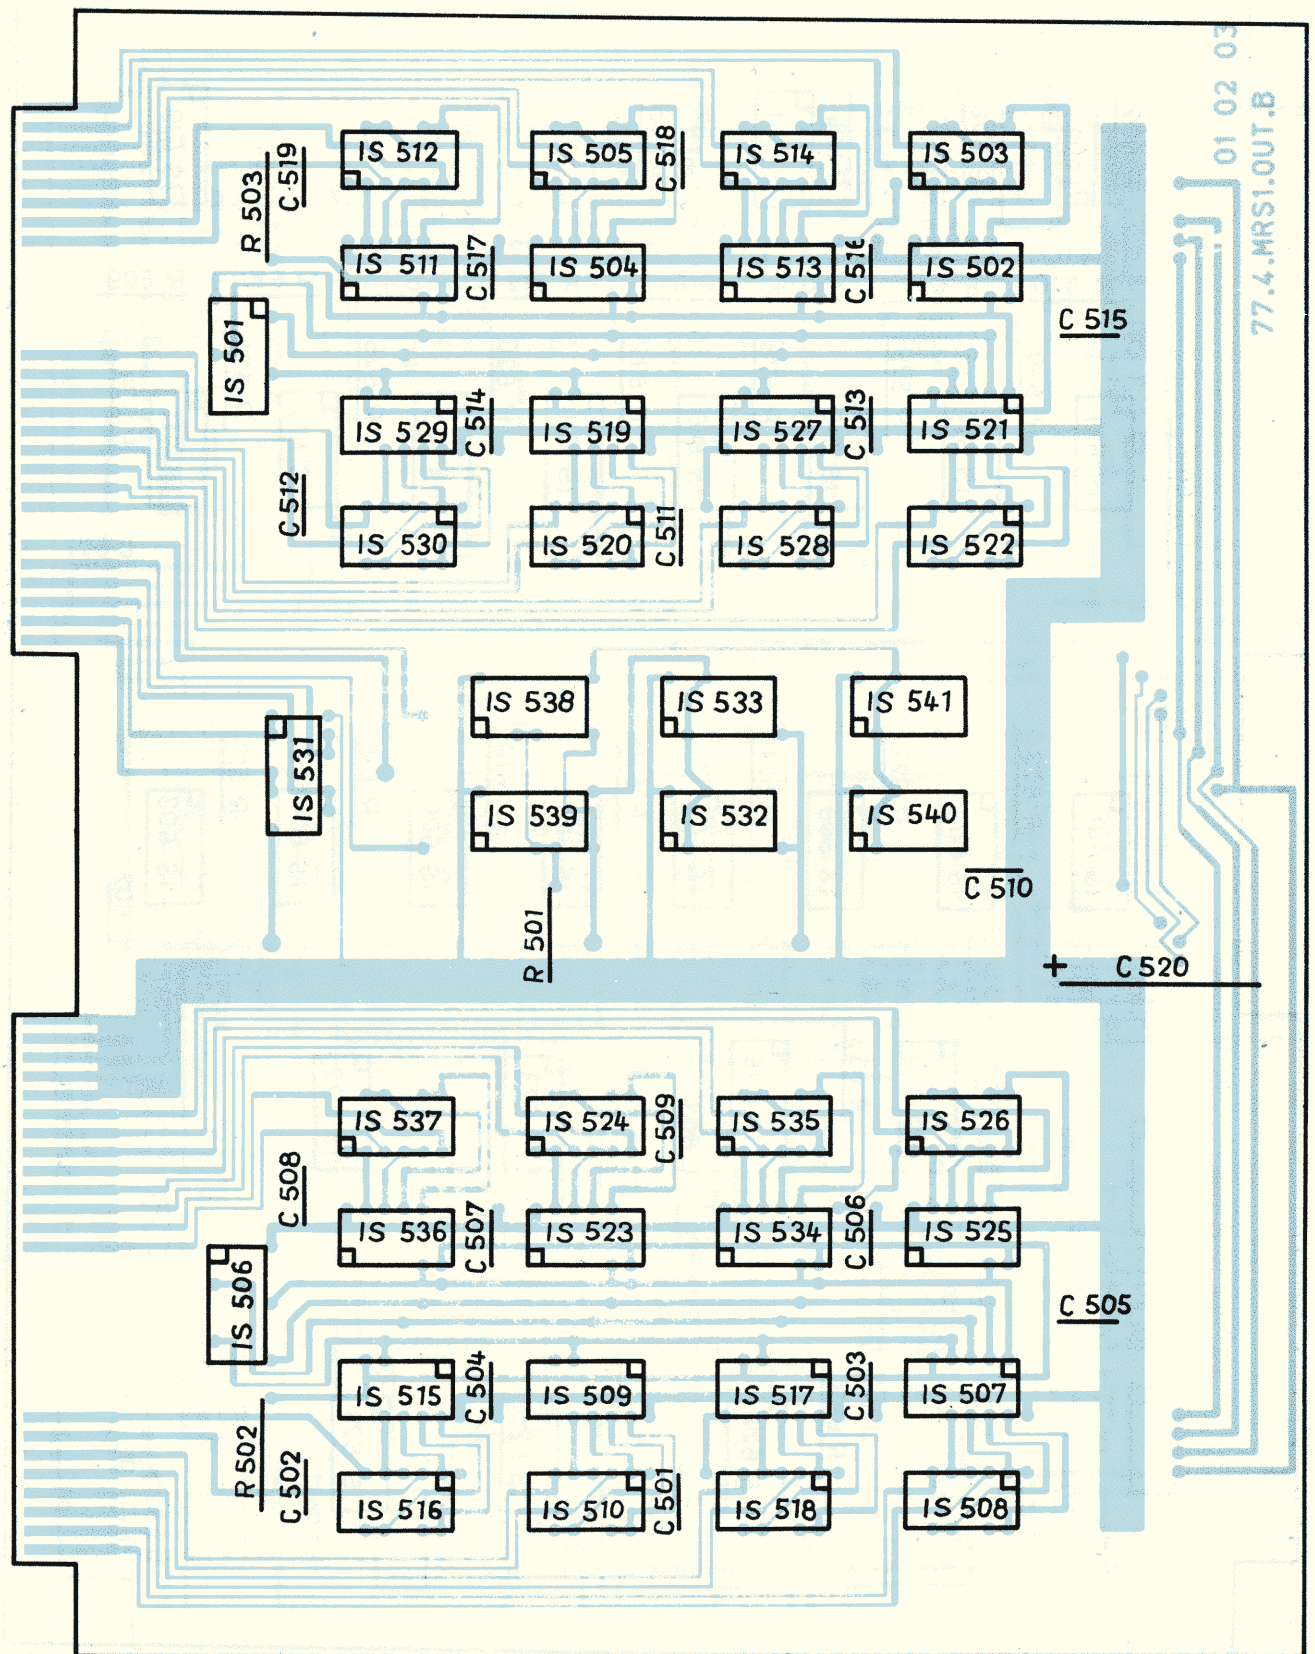 01 02 03
77.4.MRS1.OUT.B
IS 512
IS 505
C 518
IS 514
IS 503
C 519
R 503
IS 511
C 517
IS 504
IS 513
C 516
IS 502
IS 501
C 515
IS 529
C 514
IS 519
IS 527
C 513
IS 521
C 512
IS 530
IS 520
C 511
IS 528
IS 522
IS 538
IS 533
IS 541
IS 531
IS 539
IS 532
IS 540
C 510
R 501
+ C 520
IS 537
IS 524
C 509
IS 535
IS 526
C 508
IS 536
C 507
IS 523
IS 534
C 506
IS 525
IS 506
C 505
IS 515
C 504
IS 509
IS 517
C 503
IS 507
R 502
C 502
IS 516
IS 510
C 501
IS 518
IS 508